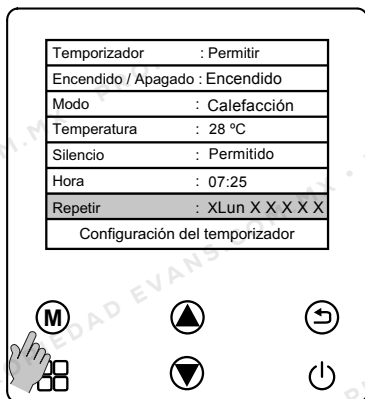 Temporizador : Permitir
Encendido / Apagado : Encendido
Modo : Calefacción
Temperatura : 28 ºC
Silencio : Permitido
Hora : 07:25
Repetir : XLun X X X X X
Configuración del temporizador
M